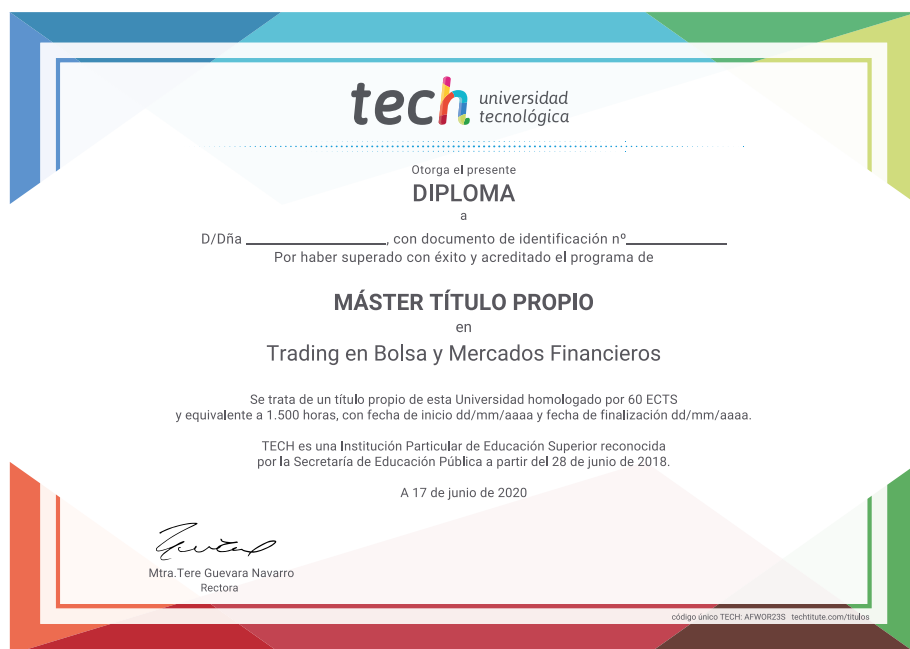 tech universidad
tecnológica
Otorga el presente
DIPLOMA
a
D/Dña ____________________, con documento de identificación nº______________
Por haber superado con éxito y acreditado el programa de
MÁSTER TÍTULO PROPIO
en
Trading en Bolsa y Mercados Financieros
Se trata de un título propio de esta Universidad homologado por 60 ECTS
y equivalente a 1.500 horas, con fecha de inicio dd/mm/aaaa y fecha de finalización dd/mm/aaaa.
TECH es una Institución Particular de Educación Superior reconocida
por la Secretaría de Educación Pública a partir del 28 de junio de 2018.
A 17 de junio de 2020
Mtra.Tere Guevara Navarro
Rectora
código único TECH: AFWOR23S techtitute.com/titulos